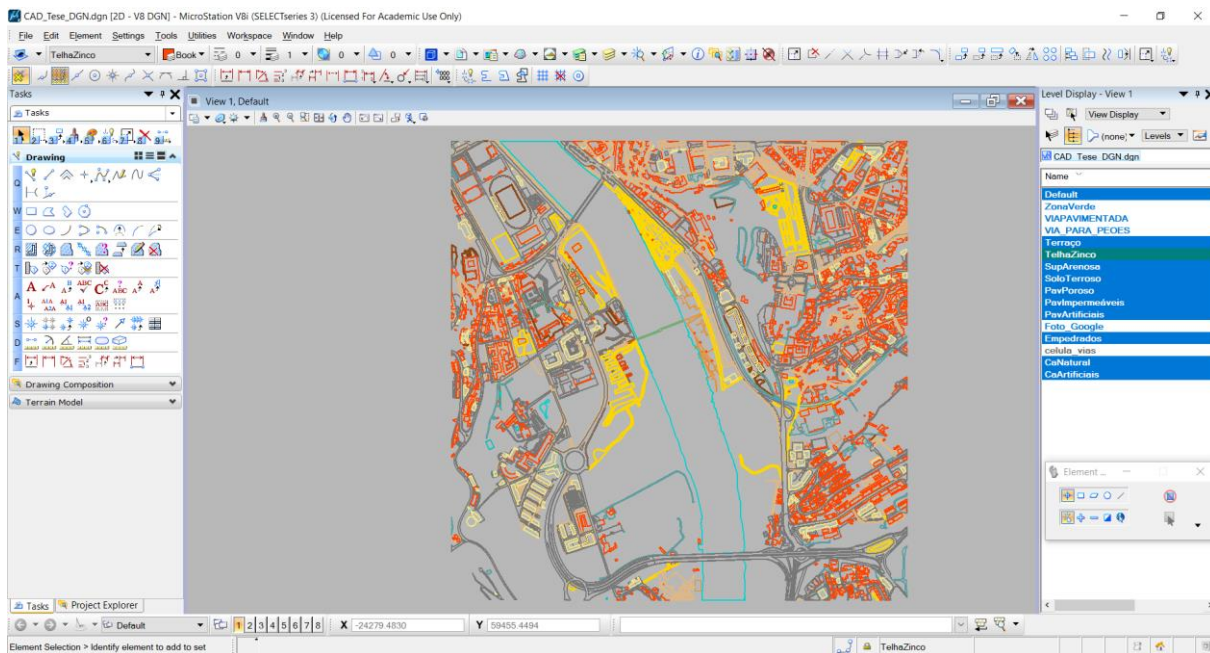 CAD_Tese_DGN.dgn [2D - V8 DGN] - MicroStation V8i (SELECTseries 3) (Licensed For Academic Use Only)
File Edit Element Settings Tools Utilities Workspace Window Help
TelhaZinco Book 0 1 0 0
Tasks
Tasks
Drawing
Q
W
E
R
T
A
S
D
F
Drawing Composition
Terrain Model
Tasks Project Explorer
View 1, Default
Level Display - View 1
View Display
(none) Levels
CAD_Tese_DGN.dgn
Name
Default
ZonaVerde
VIAPAVIMENTADA
VIA_PARA_PEOES
Terraço
TelhaZinco
SupArenosa
SoloTerroso
PavPoroso
PavImpermeáveis
PavArtificiais
Foto_Google
Empedrados
celula_vias
CaNatural
CaArtificiais
Element ...
Default 1 2 3 4 5 6 7 8 X -24279.4830 Y 59455.4494
Element Selection > Identify element to add to set TelhaZinco